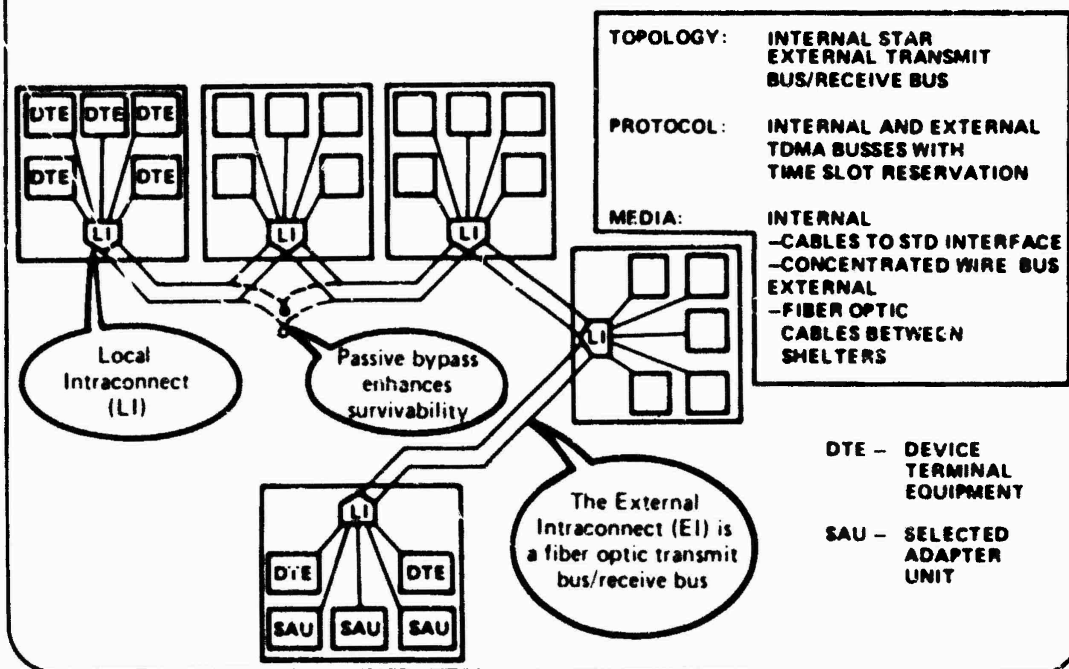 TOPOLOGY: INTERNAL STAR
EXTERNAL TRANSMIT
BUS/RECEIVE BUS
PROTOCOL: INTERNAL AND EXTERNAL
TDMA BUSSES WITH
TIME SLOT RESERVATION
MEDIA: INTERNAL
-CABLES TO STD INTERFACE
-CONCENTRATED WIRE BUS
EXTERNAL
-FIBER OPTIC
CABLES BETWEEN
SHELTERS
DTE DTE DTE
DTE DTE
LI LI LI
LI
Local
Intraconnect
(LI)
Passive bypass
enhances
survivability
The External
Intraconnect (EI) is
a fiber optic transmit
bus/receive bus
LI
DTE DTE
SAU SAU SAU
DTE – DEVICE
TERMINAL
EQUIPMENT
SAU – SELECTED
ADAPTER
UNIT